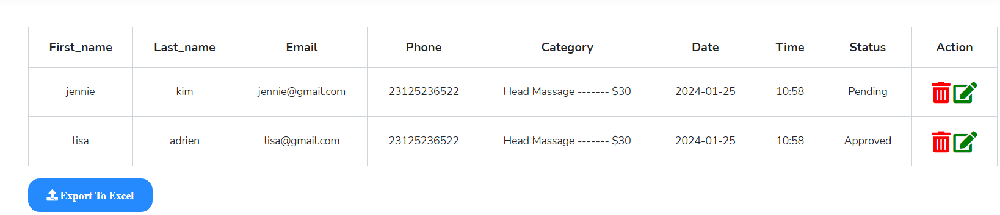 First_name Last_name Email Phone Category Date Time Status Action
jennie kim jennie@gmail.com 23125236522 Head Massage ------- $30 2024-01-25 10:58 Pending
lisa adrien lisa@gmail.com 23125236522 Head Massage ------- $30 2024-01-25 10:58 Approved
Export To Excel